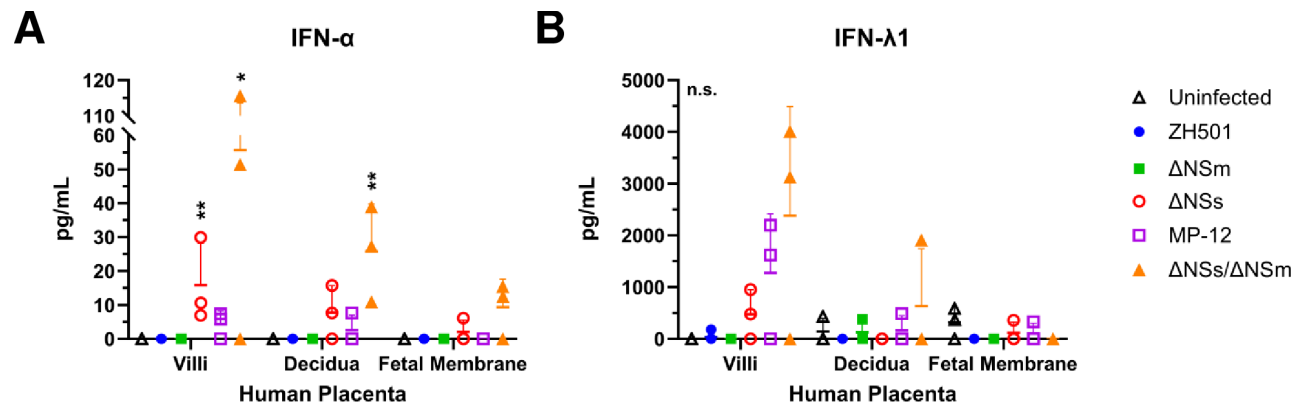 A
IFN-α
pg/mL
120
110
60
50
40
30
20
10
0
*
**
**
Villi
Decidua
Fetal Membrane
Human Placenta
B
IFN-λ1
pg/mL
5000
4000
3000
2000
1000
0
n.s.
Villi
Decidua
Fetal Membrane
Human Placenta
Uninfected
ZH501
ΔNSm
ΔNSs
MP-12
ΔNSs/ΔNSm